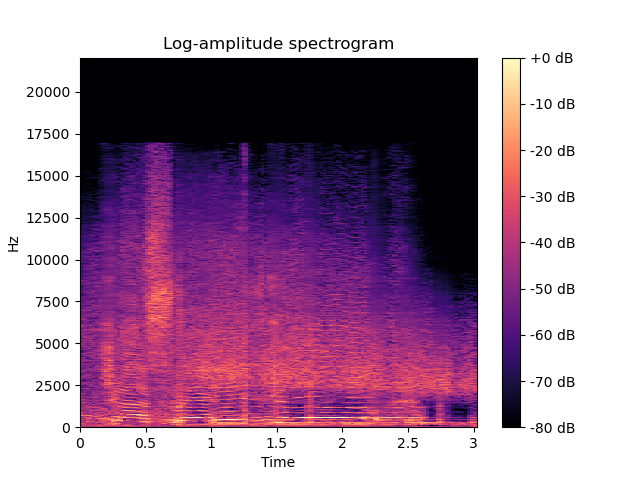 Log-amplitude spectrogram
20000
17500
15000
12500
10000
7500
5000
2500
0
Hz
0
0.5
1
1.5
2
2.5
3
Time
+0 dB
-10 dB
-20 dB
-30 dB
-40 dB
-50 dB
-60 dB
-70 dB
-80 dB